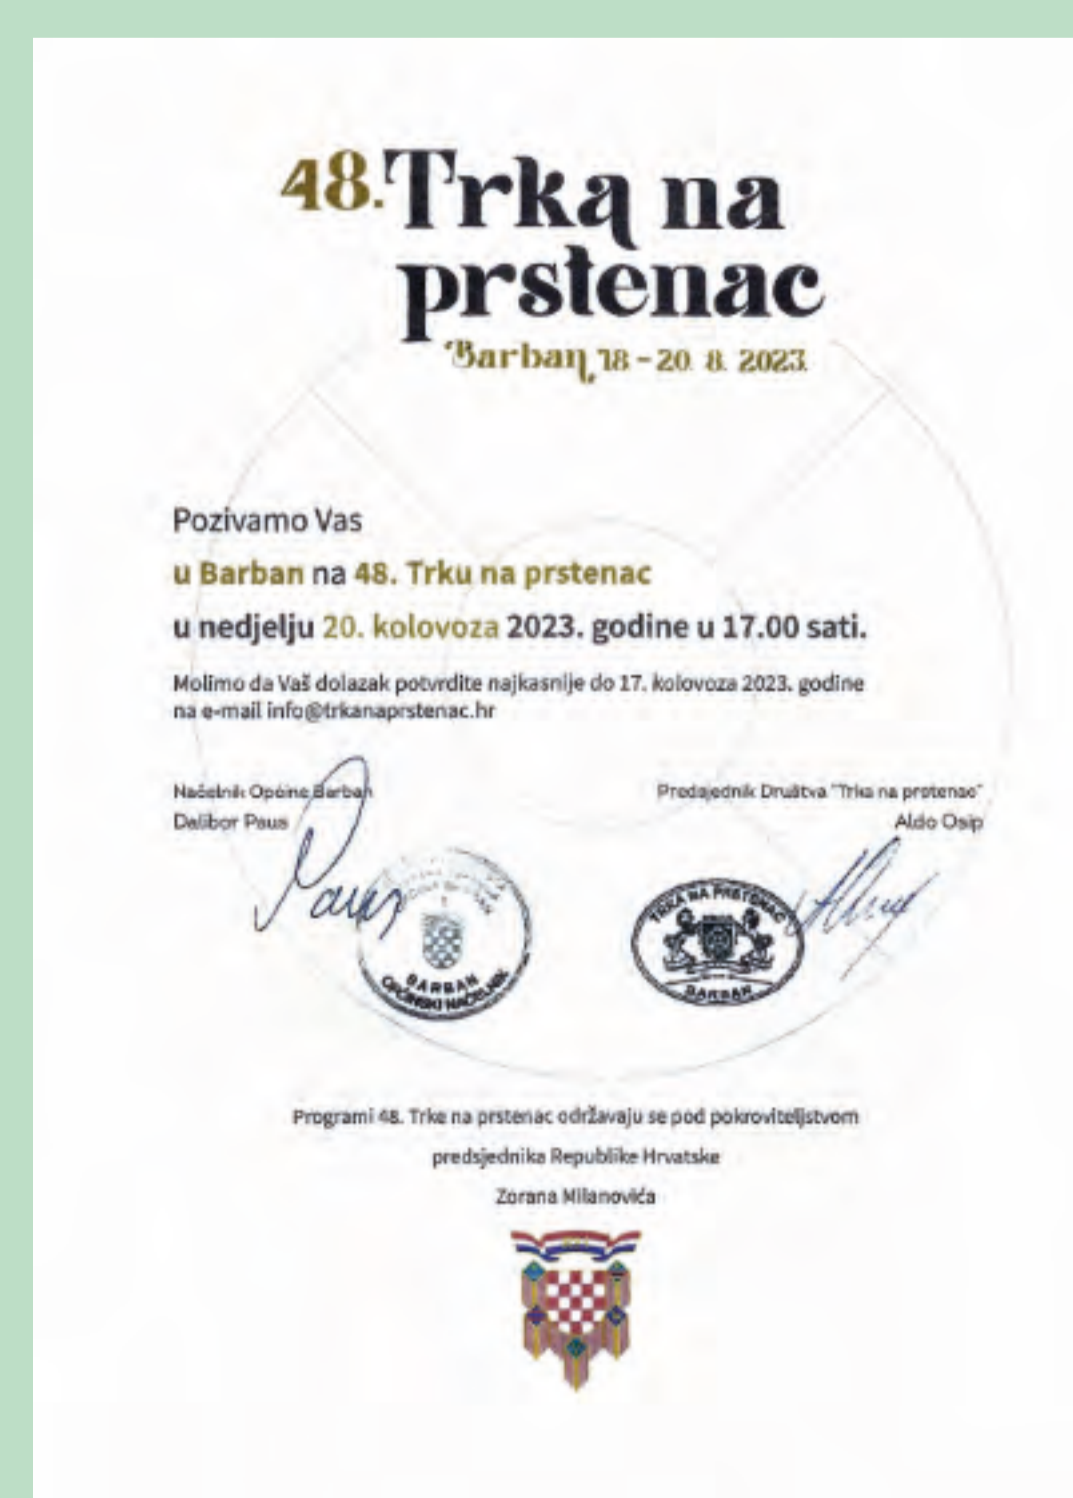 48. Trka na
prstenac
Barban, 18 - 20. 8. 2023.
Pozivamo Vas
u Barban na 48. Trku na prstenac
u nedjelju 20. kolovoza 2023. godine u 17.00 sati.
Molimo da Vaš dolazak potvrdite najkasnije do 17. kolovoza 2023. godine
na e-mail info@trkanaprstenac.hr
Načelnik Općine Barban
Dalibor Paus
Predsjednik Društva "Trka na prstenac"
Aldo Osip
BARBAN
OPĆINSKI NAČELNIK
TRKA NA PRSTENAC
BARBAN
Programi 48. Trke na prstenac održavaju se pod pokroviteljstvom
predsjednika Republike Hrvatske
Zorana Milanovića